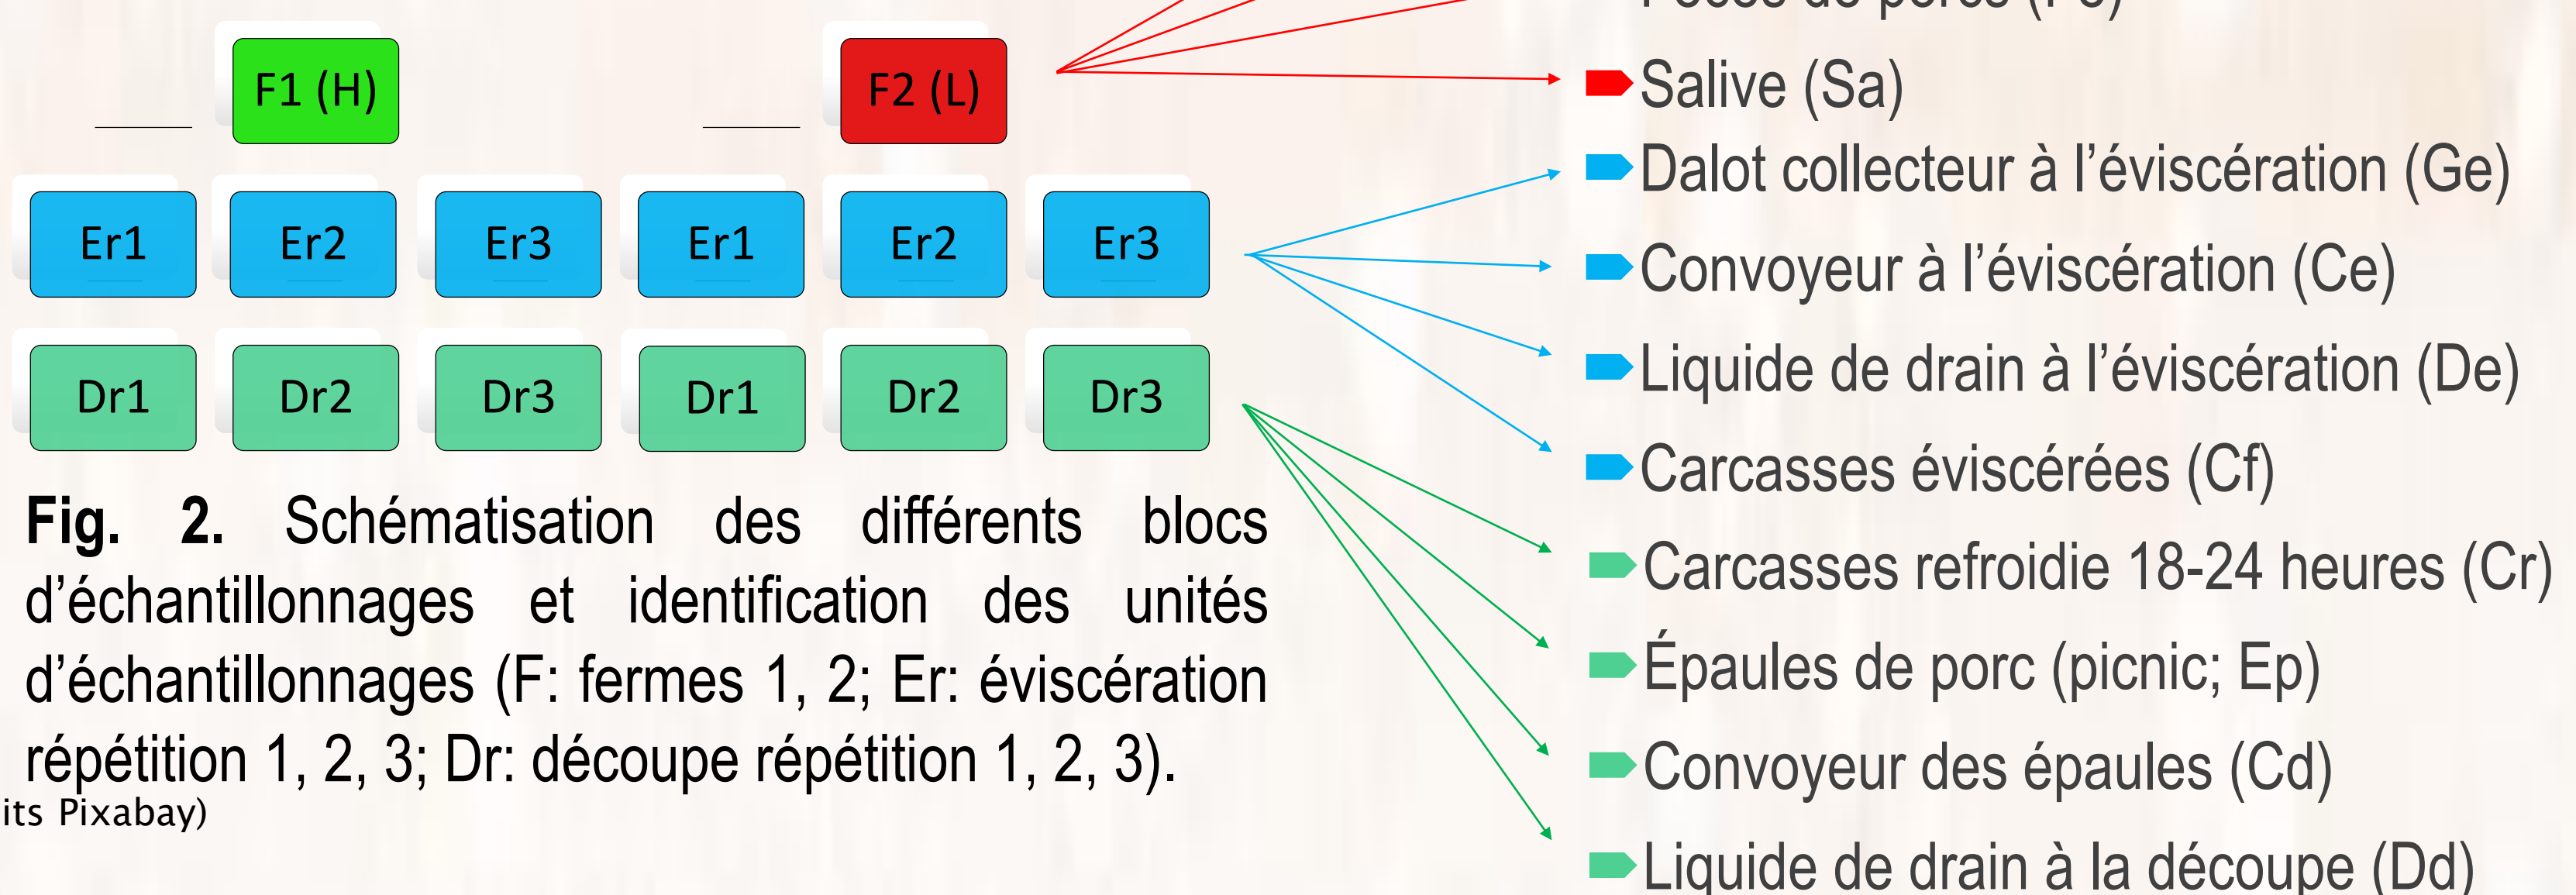 F1 (H)
F2 (L)
Er1
Er2
Er3
Er1
Er2
Er3
Dr1
Dr2
Dr3
Dr1
Dr2
Dr3
Fig. 2. Schématisation des différents blocs
d’échantillonnages et identification des unités
d’échantillonnages (F: fermes 1, 2; Er: éviscération
répétition 1, 2, 3; Dr: découpe répétition 1, 2, 3).
its Pixabay)
de porcs
Salive (Sa)
Dalot collecteur à l’éviscération (Ge)
Convoyeur à l’éviscération (Ce)
Liquide de drain à l’éviscération (De)
Carcasses éviscérées (Cf)
Carcasses refroidie 18-24 heures (Cr)
Épaules de porc (picnic; Ep)
Convoyeur des épaules (Cd)
Liquide de drain à la découpe (Dd)